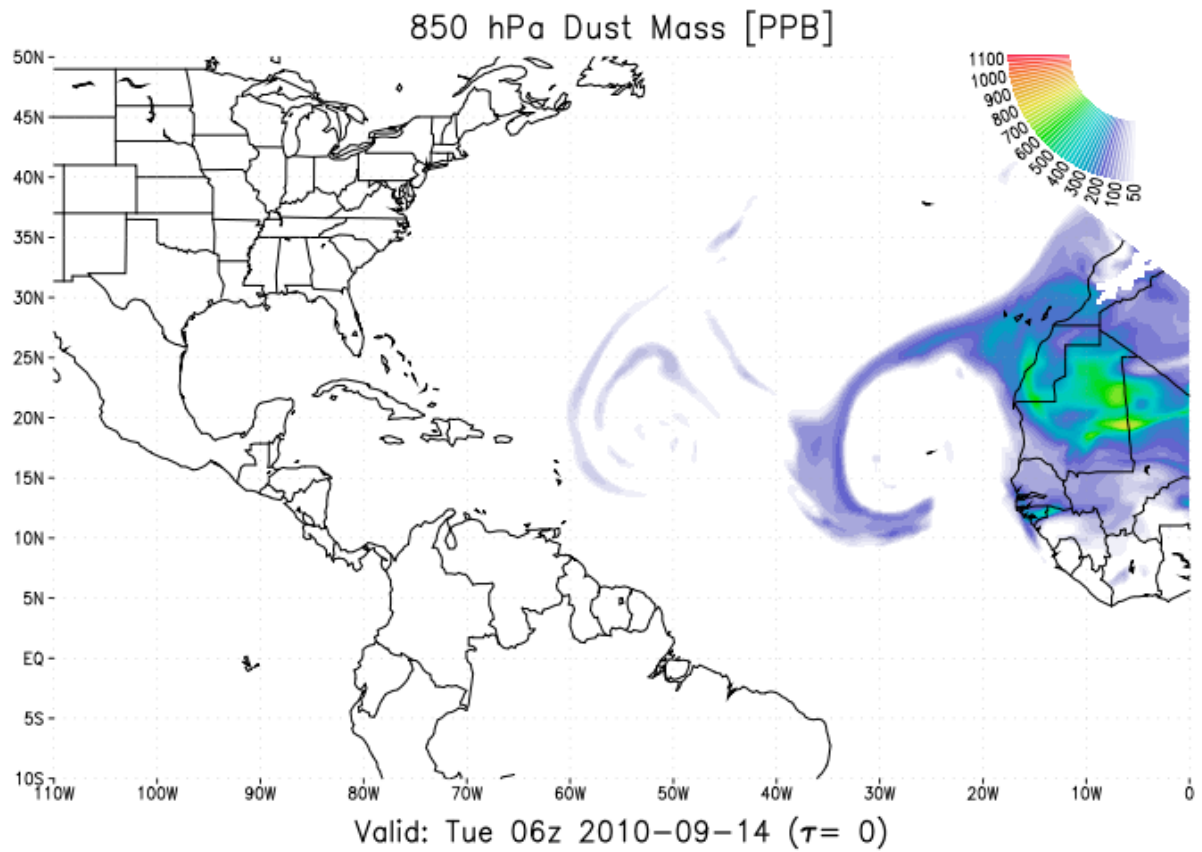 850 hPa Dust Mass [PPB]
1100
1000
900
800
700
600
500
400
300
200
100
50
50N
45N
40N
35N
30N
25N
20N
15N
10N
5N
EQ
5S
10S
110W 100W 90W 80W 70W 60W 50W 40W 30W 20W 10W 0
Valid: Tue 06z 2010-09-14 (τ= 0)